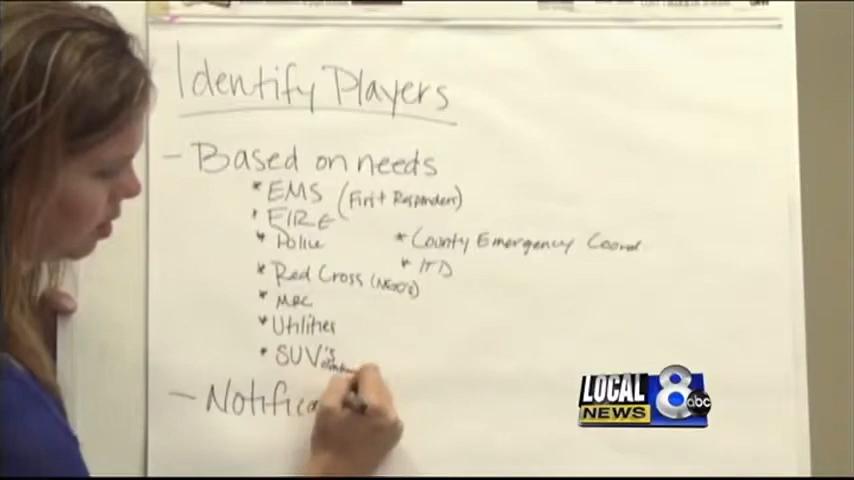 Identify Players
- Based on needs
* EMS (First Responders)
* FIRE
* Police
* Red Cross (NGO's)
* MRC
* Utilities
* SUV's
* County Emergency Coord
* ITD
- Notifica
LOCAL 8 abc
NEWS